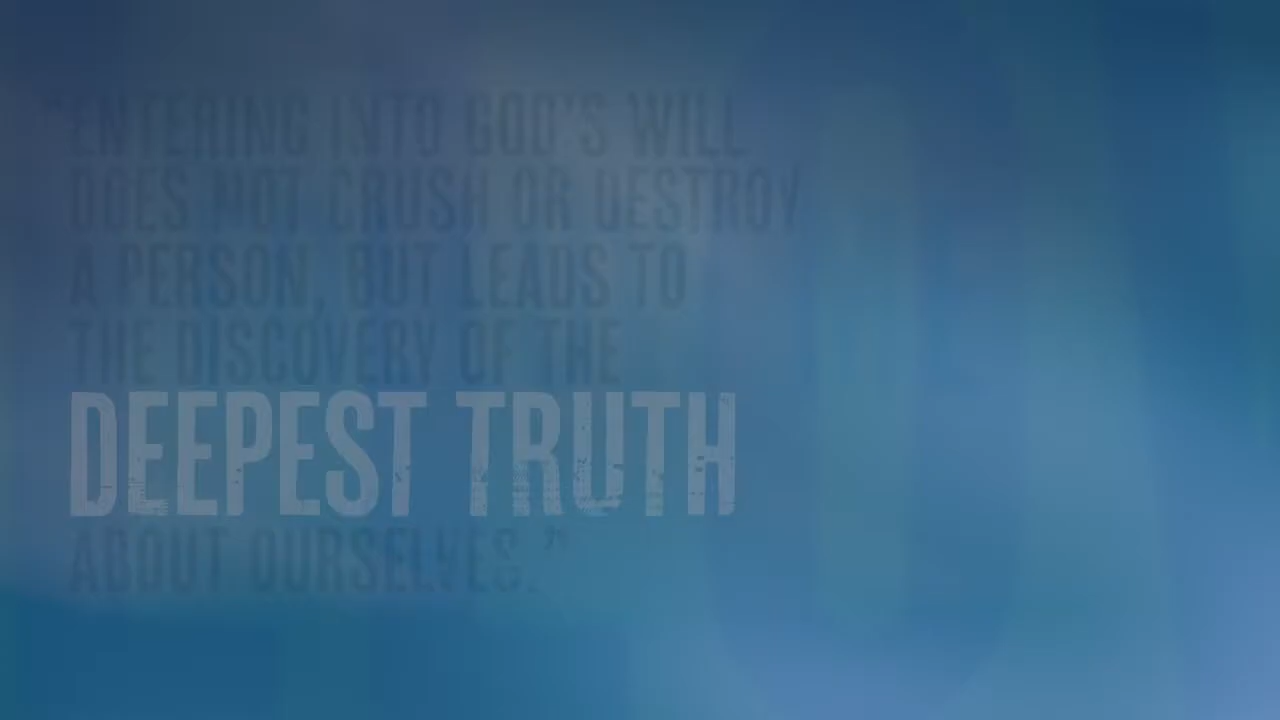 "ENTERING INTO GOD'S WILL
DOES NOT CRUSH OR DESTROY
A PERSON, BUT LEADS TO
THE DISCOVERY OF THE
DEEPEST TRUTH
ABOUT OURSELVES."